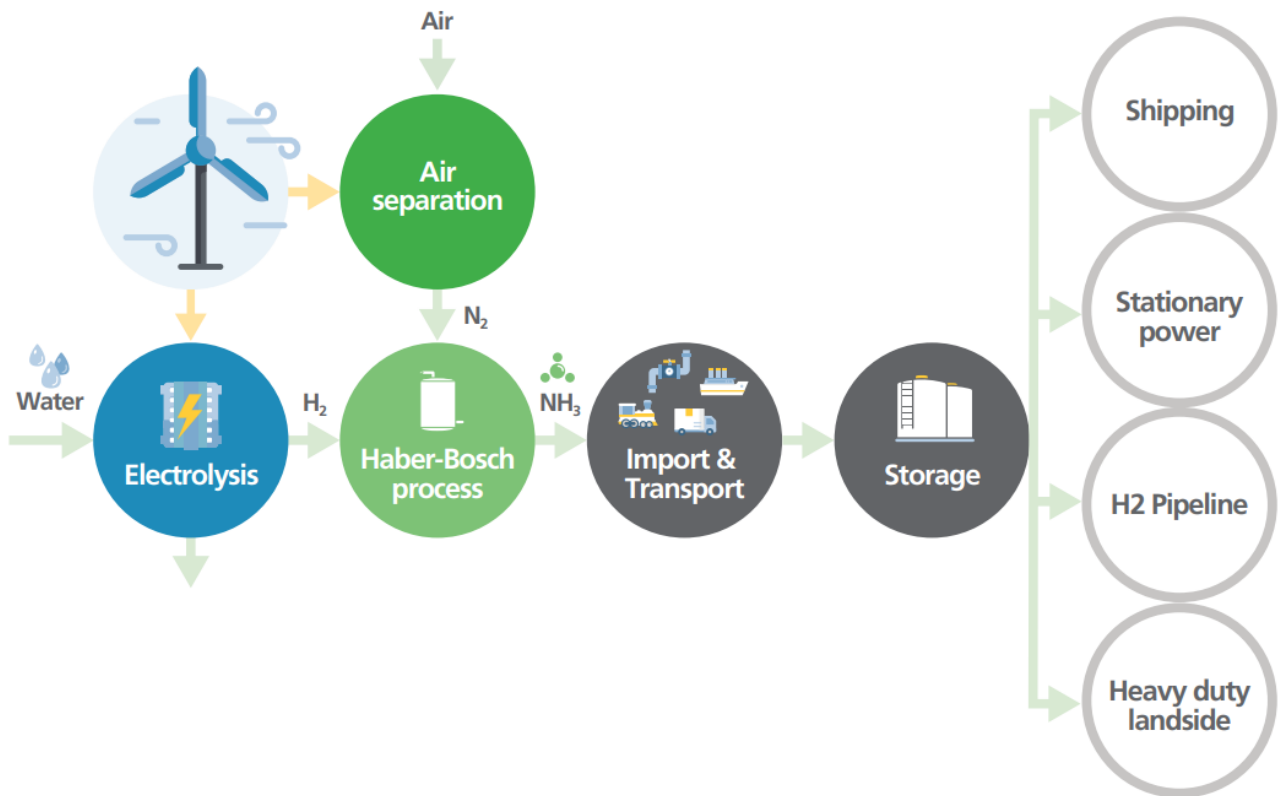 Air
Air
separation
N₂
Water
Electrolysis
H₂
Haber-Bosch
process
NH₃
Import &
Transport
Storage
Shipping
Stationary
power
H2 Pipeline
Heavy duty
landside